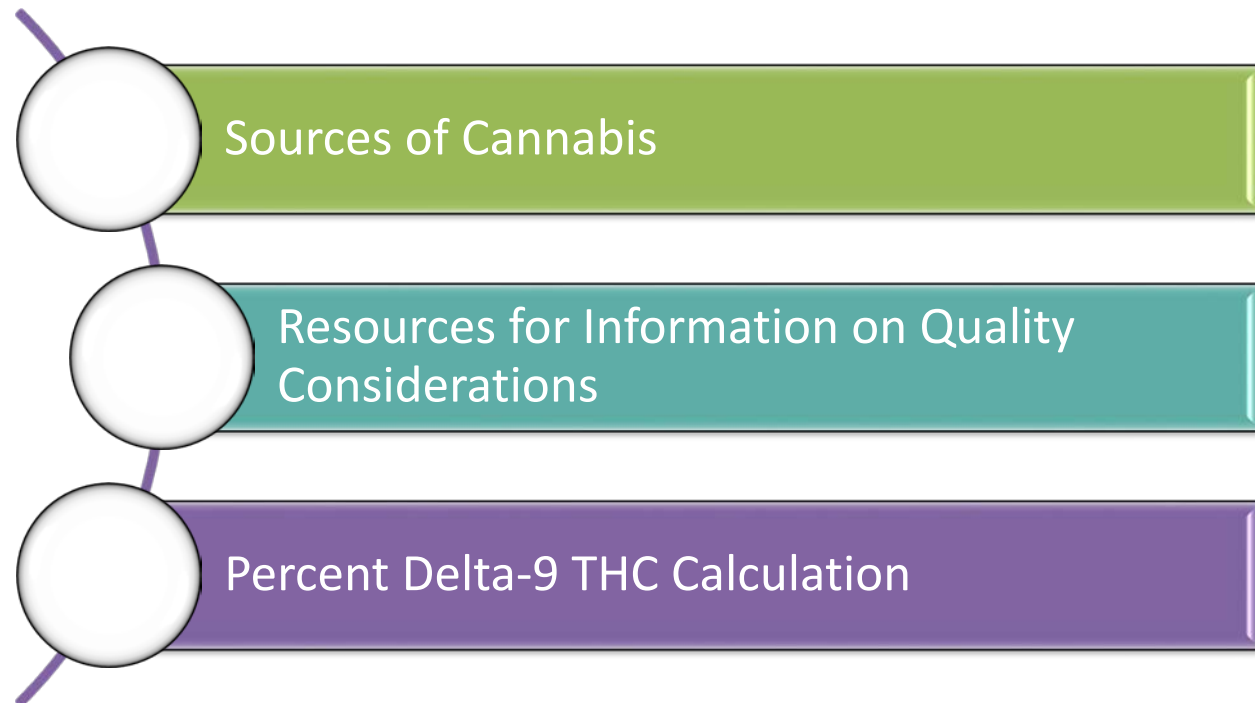 Sources of Cannabis
Resources for Information on Quality
Considerations
Percent Delta-9 THC Calculation